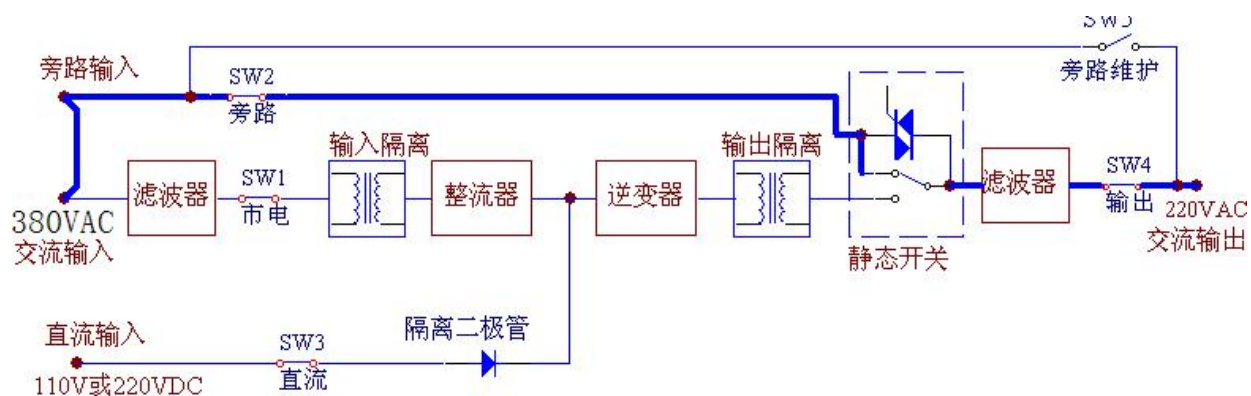 SW5
旁路输入
SW2
旁路
旁路维护
输入隔离
输出隔离
滤波器
SW1
市电
整流器
逆变器
滤波器
SW4
输出
380VAC
交流输入
220VAC
交流输出
静态开关
直流输入
SW3
直流
隔离二极管
110V或220VDC